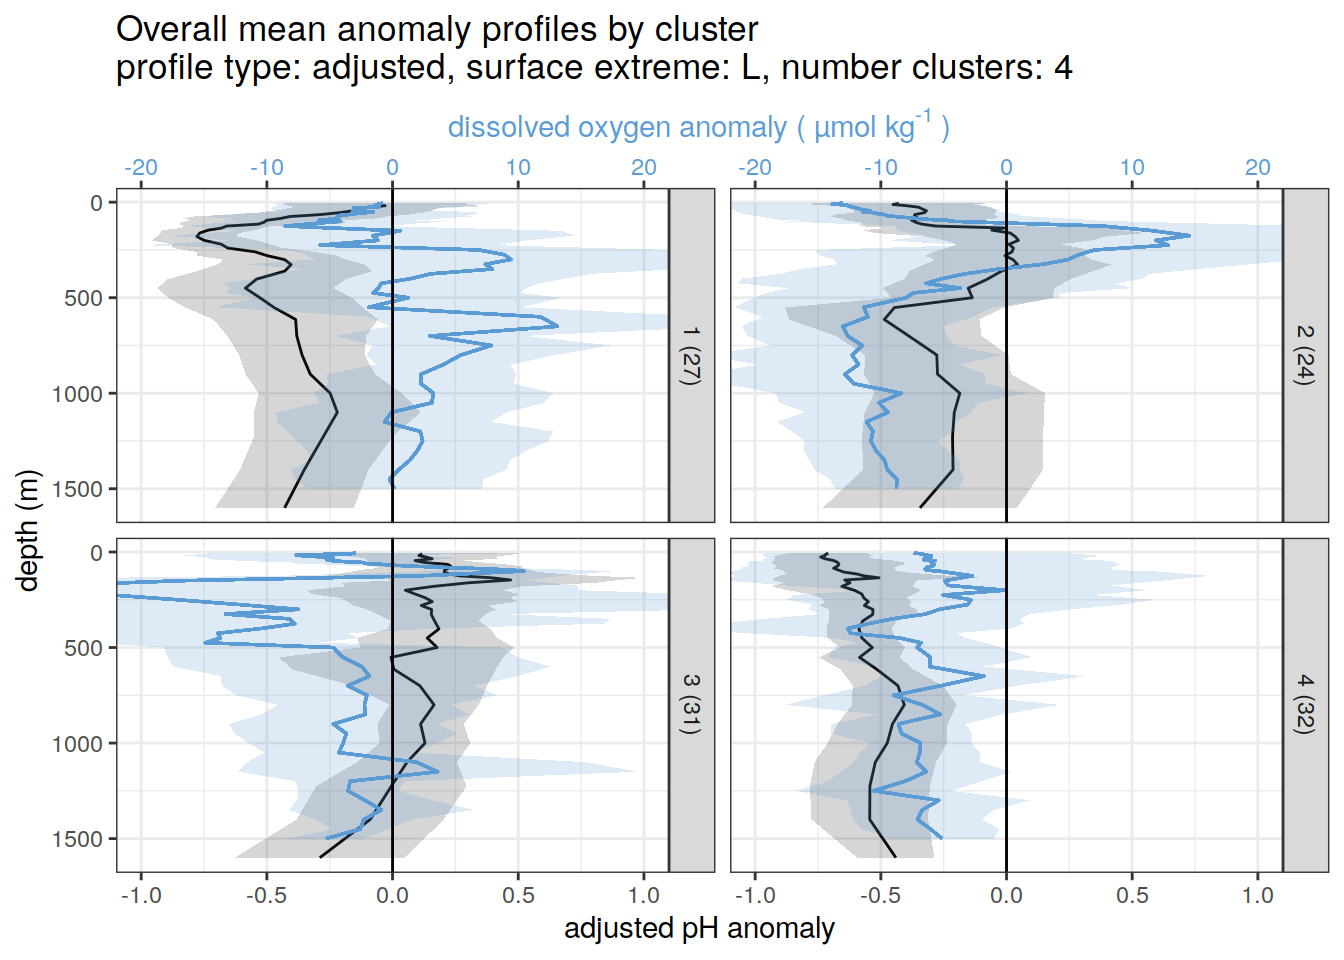 Overall mean anomaly profiles by cluster
profile type: adjusted, surface extreme: L, number clusters: 4
dissolved oxygen anomaly ( µmol kg-1 )
-20 -10 0 10 20 -20 -10 0 10 20
0
500
1000
1500
1 (27)
2 (24)
depth (m)
0
500
1000
1500
3 (31)
4 (32)
-1.0 -0.5 0.0 0.5 1.0 -1.0 -0.5 0.0 0.5 1.0
adjusted pH anomaly